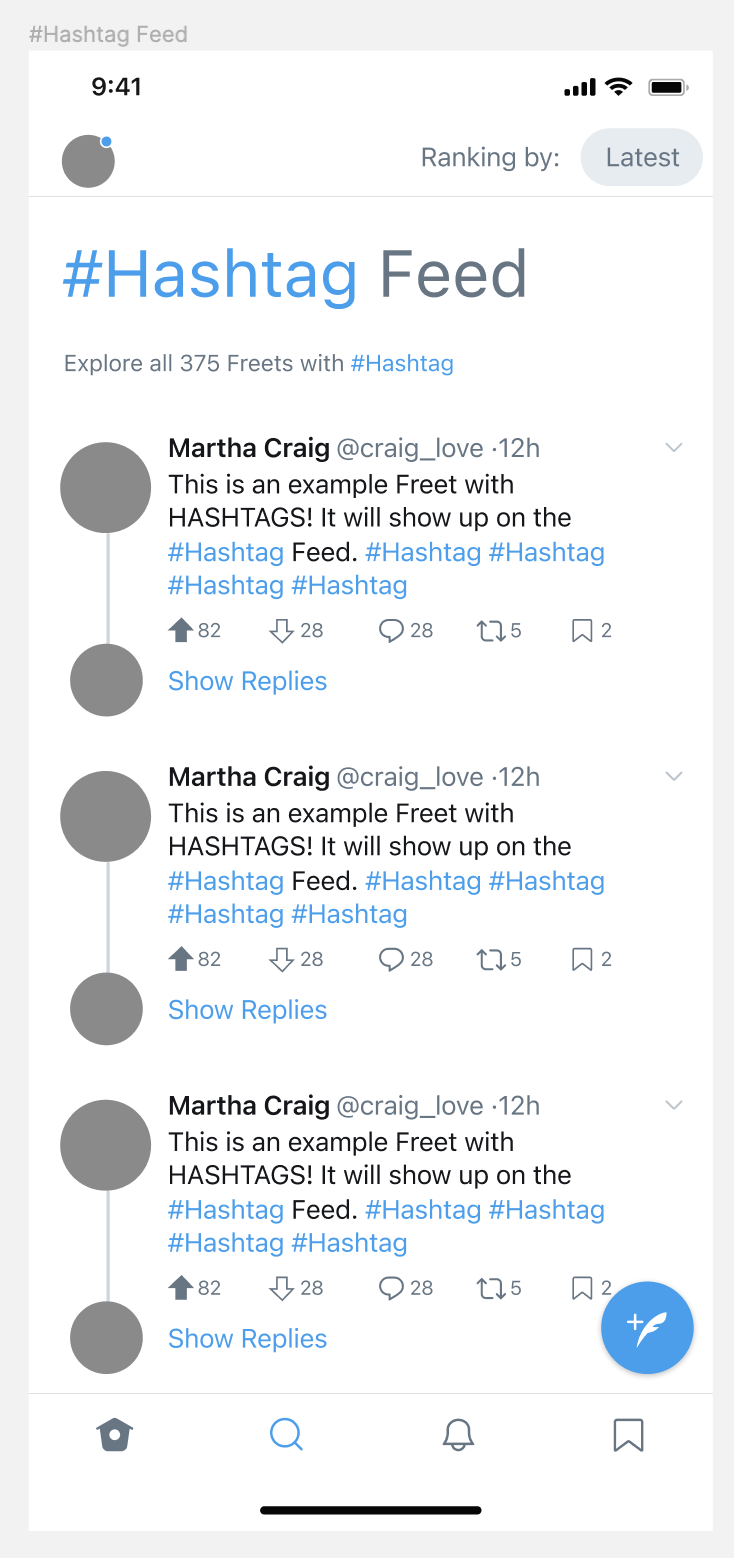 #Hashtag Feed
9:41
Ranking by: Latest
#Hashtag Feed
Explore all 375 Freets with #Hashtag
Martha Craig @craig_love ·12h
This is an example Freet with
HASHTAGS! It will show up on the
#Hashtag Feed. #Hashtag #Hashtag
#Hashtag #Hashtag
82 28 28 5 2
Show Replies
Martha Craig @craig_love ·12h
This is an example Freet with
HASHTAGS! It will show up on the
#Hashtag Feed. #Hashtag #Hashtag
#Hashtag #Hashtag
82 28 28 5 2
Show Replies
Martha Craig @craig_love ·12h
This is an example Freet with
HASHTAGS! It will show up on the
#Hashtag Feed. #Hashtag #Hashtag
#Hashtag #Hashtag
82 28 28 5 2
Show Replies